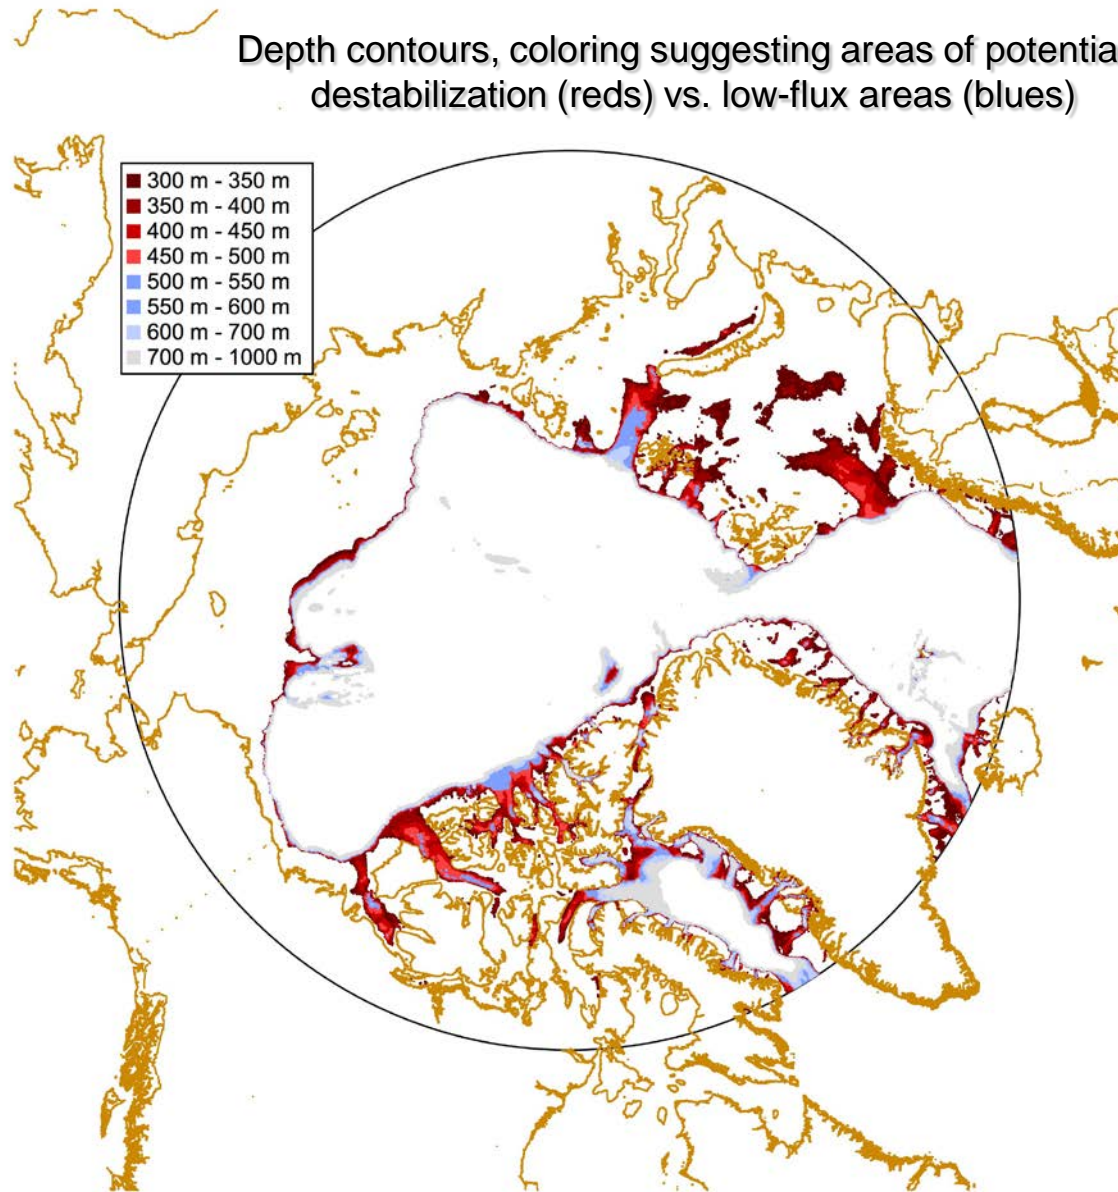 Depth contours, coloring suggesting areas of potentia
destabilization (reds) vs. low-flux areas (blues)
300 m - 350 m
350 m - 400 m
400 m - 450 m
450 m - 500 m
500 m - 550 m
550 m - 600 m
600 m - 700 m
700 m - 1000 m